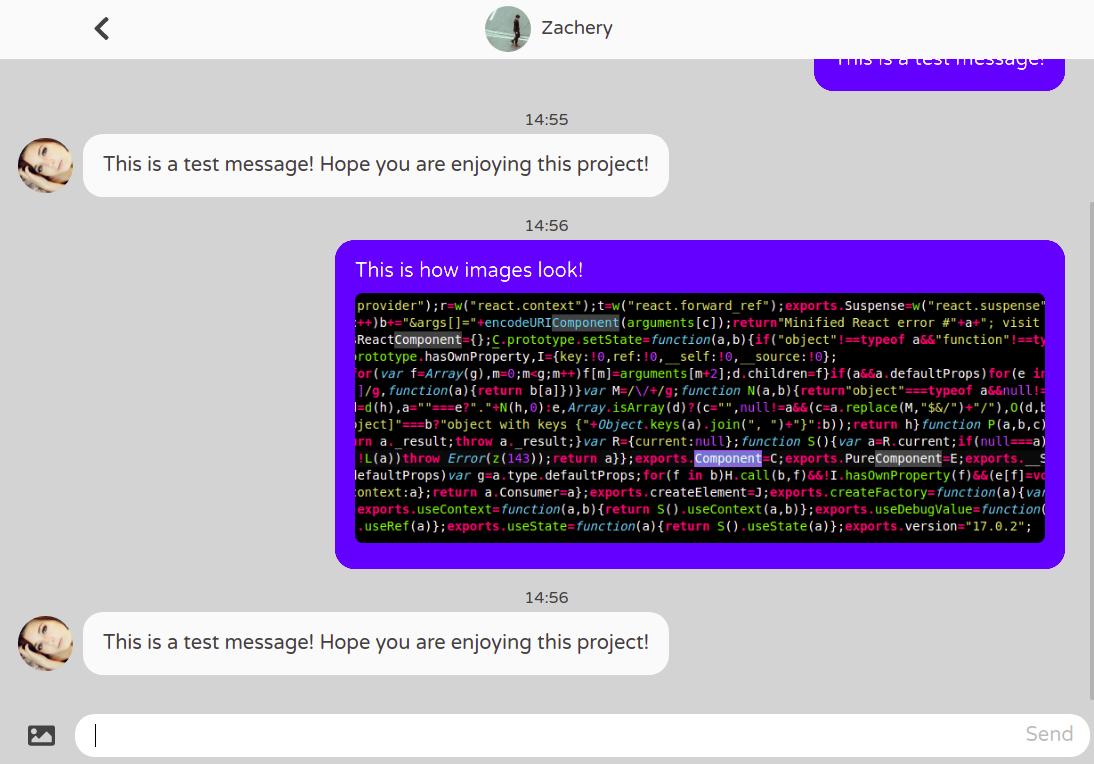 Zachery
This is a test message!
14:55
This is a test message! Hope you are enjoying this project!
14:56
This is how images look!
provider");r=w("react.context");t=w("react.forward_ref");exports.Suspense=w("react.suspense"
++)b+="&args[]="+encodeURIComponent(arguments[c]);return"Minified React error #"+a+"; visit
ReactComponent={};C.prototype.setState=function(a,b){if("object"!==typeof a&&"function"!==ty
rototype.hasOwnProperty,I={key:!0,ref:!0,__self:!0,__source:!0};
for(var f=Array(g),m=0;m<g;m++)f[m]=arguments[m+2];d.children=f}if(a&&a.defaultProps)for(e in
]/g,function(a){return b[a]})}var M=/\/+/g;function N(a,b){return"object"===typeof a&&null!=
=d(h),a=""===e?"."+N(h,0):e,Array.isArray(d)?(c="",null!=a&&(c=a.replace(M,"$&/")+"/"),O(d,b
ject]"===b?"object with keys {"+Object.keys(a).join(", ")+"}":b));return h}function P(a,b,c)
rn a._result;throw a._result;}var R={current:null};function S(){var a=R.current;if(null===a)
!L(a))throw Error(z(143));return a}};exports.Component=C;exports.PureComponent=E;exports.__S
defaultProps)var g=a.type.defaultProps;for(f in b)H.call(b,f)&&!I.hasOwnProperty(f)&&(e[f]=vo
ontext:a};return a.Consumer=a};exports.createElement=J;exports.createFactory=function(a){var
exports.useContext=function(a,b){return S().useContext(a,b)};exports.useDebugValue=function(
.useRef(a)};exports.useState=function(a){return S().useState(a)};exports.version="17.0.2";
14:56
This is a test message! Hope you are enjoying this project!
Send